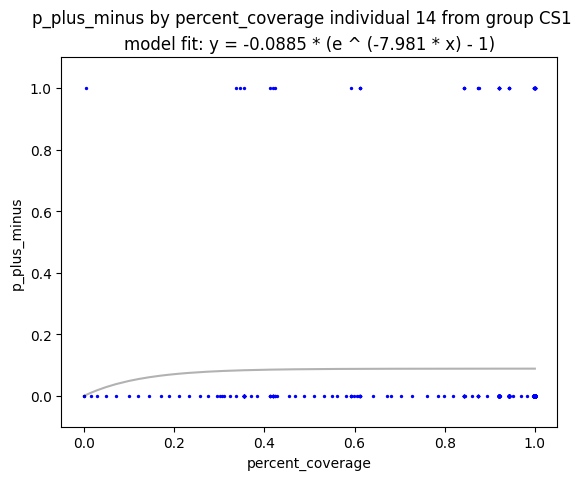 p_plus_minus by percent_coverage individual 14 from group CS1
model fit: y = -0.0885 * (e ^ (-7.981 * x) - 1)
1.0
0.8
0.6
0.4
0.2
0.0
p_plus_minus
0.0 0.2 0.4 0.6 0.8 1.0
percent_coverage